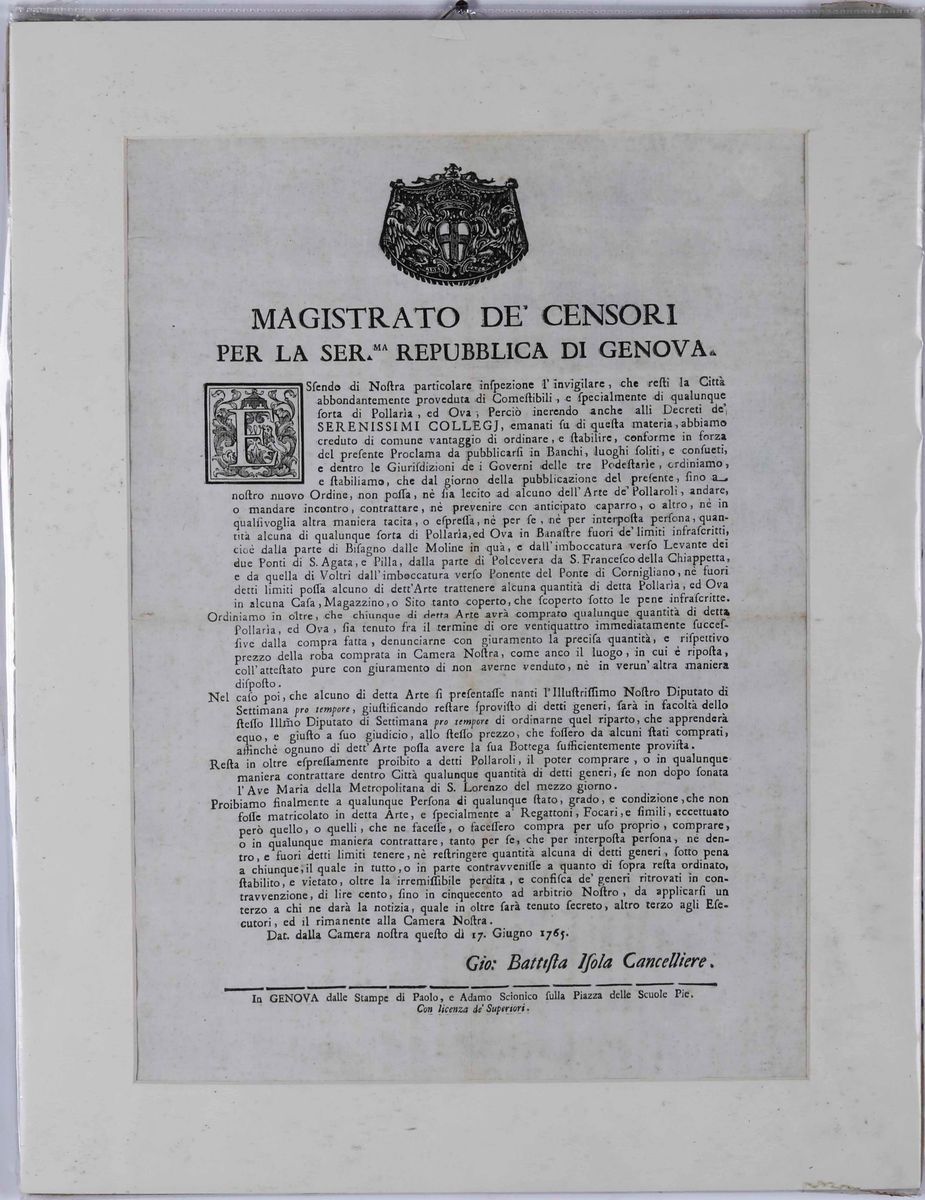 MAGISTRATO DE' CENSORI
PER LA SER.MA REPUBBLICA DI GENOVA.
ESſendo di Noſtra particolare inſpezione l'invigilare, che reſti la Città
abbondantemente proveduta di Comeſtibili, e ſpecialmente di qualunque
ſorta di Pollarìa, ed Ova; Perciò inerendo anche alli Decreti de'
SERENISSIMI COLLEGJ, emanati ſu di queſta materia, abbiamo
creduto di comune vantaggio di ordinare, e ſtabilire, conforme in forza
del preſente Proclama da pubblicarſi in Banchi, luoghi ſoliti, e conſueti,
e dentro le Giuriſdizioni de i Governi delle tre Podeſtarìe, ordiniamo,
e ſtabiliamo, che dal giorno della pubblicazione del preſente, ſino a
noſtro nuovo Ordine, non poſſa, nè ſia lecito ad alcuno dell'Arte de' Pollaroli, andare,
o mandare incontro, contrattare, nè prevenire con anticipato caparro, o altro, nè in
qualſivoglia altra maniera tacita, o eſpreſſa, nè per ſe, nè per interpoſta perſona, quan-
tità alcuna di qualunque ſorta di Pollarìa, ed Ova in Banaſtre fuori de' limiti infraſcritti,
cioè dalla parte di Biſagno dalle Moline in quà, e dall'imboccatura verſo Levante dei
due Ponti di S. Agata, e Pilla, dalla parte di Polcevera da S. Franceſco della Chiappetta,
e da quella di Voltri dall'imboccatura verſo Ponente del Ponte di Cornigliano, nè fuori
detti limiti poſſa alcuno di dett'Arte trattenere alcuna quantità di detta Pollarìa, ed Ova
in alcuna Caſa, Magazzino, o Sito tanto coperto, che ſcoperto ſotto le pene infraſcritte.
Ordiniamo in oltre, che chiunque di detta Arte avrà comprato qualunque quantità di detta
Pollarìa, ed Ova, ſia tenuto fra il termine di ore ventiquattro immediatamente ſucceſ-
ſive dalla compra fatta, denunciarne con giuramento la preciſa quantità, e riſpettivo
prezzo della roba comprata in Camera Noſtra, come anco il luogo, in cui è ripoſta,
coll'atteſtato pure con giuramento di non averne venduto, nè in verun'altra maniera
diſpoſto.
Nel caſo poi, che alcuno di detta Arte ſi preſentaſſe nanti l'Illuſtriſſimo Noſtro Diputato di
Settimana pro tempore, giuſtificando reſtare ſproviſto di detti generi, ſarà in facoltà dello
ſteſſo Illm̃o Diputato di Settimana pro tempore di ordinarne quel riparto, che apprenderà
equo, e giuſto a ſuo giudicio, allo ſteſſo prezzo, che foſſero da alcuni ſtati comprati,
affinchè ognuno di dett'Arte poſſa avere la ſua Bottega ſufficientemente proviſta.
Reſta in oltre eſpreſſamente proibito a detti Pollaroli, il poter comprare, o in qualunque
maniera contrattare dentro Città qualunque quantità di detti generi, ſe non dopo ſonata
l'Ave Maria della Metropolitana di S. Lorenzo del mezzo giorno.
Proibiamo finalmente a qualunque Perſona di qualunque ſtato, grado, e condizione, che non
foſſe matricolato in detta Arte, e ſpecialmente a' Regattoni, Focari, e ſimili, eccettuato
però quello, o quelli, che ne faceſſe, o faceſſero compra per uſo proprio, comprare,
o in qualunque maniera contrattare, tanto per ſe, che per interpoſta perſona, nè den-
tro, e fuori detti limiti tenere, nè reſtringere quantità alcuna di detti generi, ſotto pena
a chiunque, il quale in tutto, o in parte contravveniſſe a quanto di ſopra reſta ordinato,
ſtabilito, e vietato, oltre la irremiſſibile perdita, e confiſca de' generi ritrovati in con-
travvenzione, di lire cento, ſino in cinquecento ad arbitrio Noſtro, da applicarſi un
terzo a chi ne darà la notizia, quale in oltre ſarà tenuto ſecreto, altro terzo agli Eſe-
cutori, ed il rimanente alla Camera Noſtra.
Dat. dalla Camera noſtra queſto dì 17. Giugno 1765.
Gio: Battiſta Iſola Cancelliere.
In GENOVA dalle Stampe di Paolo, e Adamo Scionico ſulla Piazza delle Scuole Pie.
Con licenza de' Superiori.